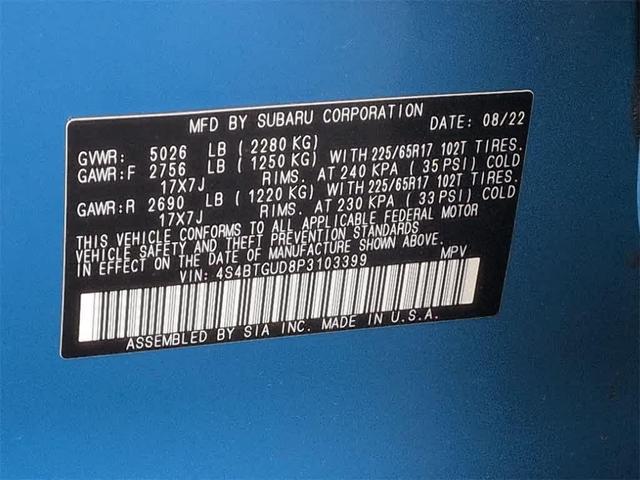 MFD BY SUBARU CORPORATION DATE: 08/22
GVWR: 5026 LB ( 2280 KG)
GAWR:F 2756 LB ( 1250 KG) WITH 225/65R17 102T TIRES.
17X7J RIMS. AT 240 KPA ( 35 PSI) COLD
GAWR:R 2690 LB ( 1220 KG) WITH 225/65R17 102T TIRES.
17X7J RIMS. AT 230 KPA ( 33 PSI) COLD
THIS VEHICLE CONFORMS TO ALL APPLICABLE FEDERAL MOTOR
VEHICLE SAFETY AND THEFT PREVENTION STANDARDS
IN EFFECT ON THE DATE OF MANUFACTURE SHOWN ABOVE.
VIN: 4S4BTGUD8P3103399 MPV
ASSEMBLED BY SIA INC. MADE IN U.S.A.